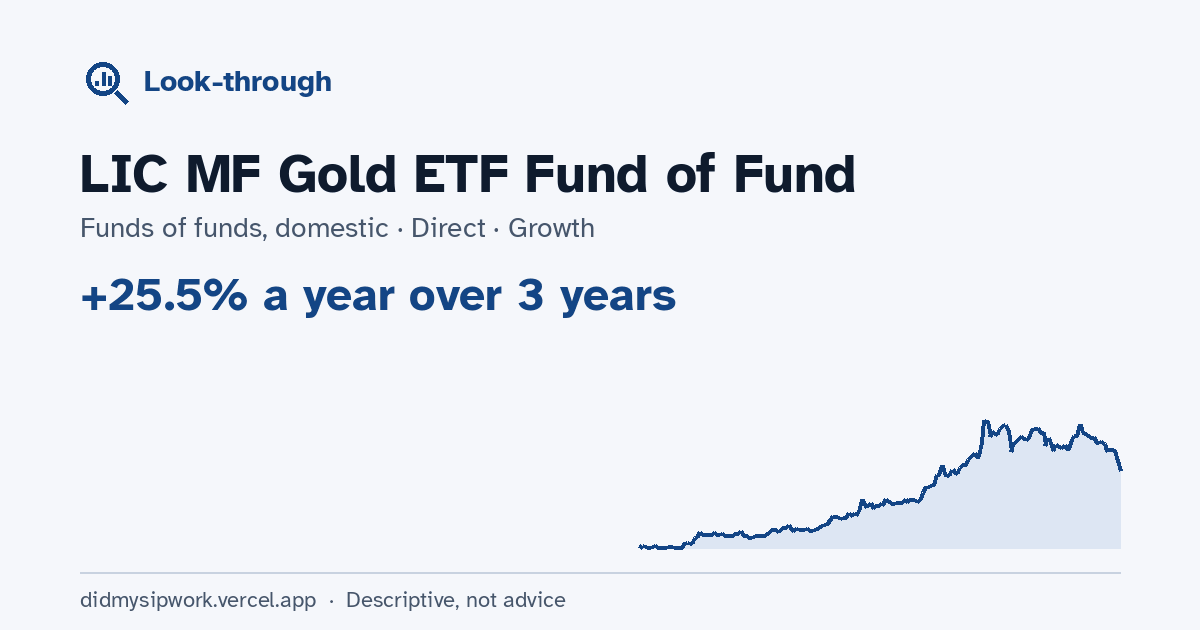 Look-through
LIC MF Gold ETF Fund of Fund
Funds of funds, domestic · Direct · Growth
+25.5% a year over 3 years
didmysipwork.vercel.app · Descriptive, not advice